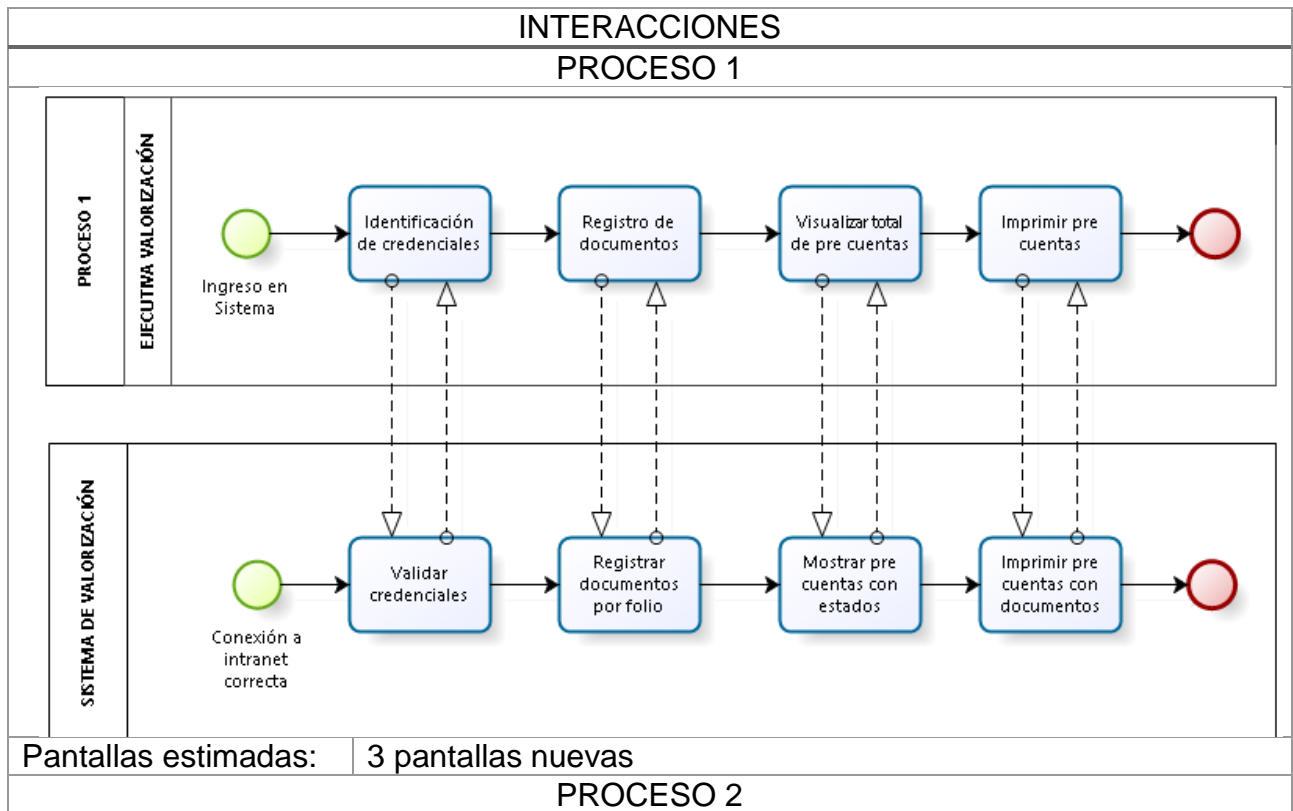 INTERACCIONES
PROCESO 1
PROCESO 1
EJECUTIVA VALORIZACIÓN
Ingreso en
Sistema
Identificación
de credenciales
Registro de
documentos
Visualizar total
de pre cuentas
Imprimir pre
cuentas
SISTEMA DE VALORIZACIÓN
Conexión a
intranet
correcta
Validar
credenciales
Registrar
documentos
por folio
Mostrar pre
cuentas con
estados
Imprimir pre
cuentas con
documentos
Pantallas estimadas: 3 pantallas nuevas
PROCESO 2